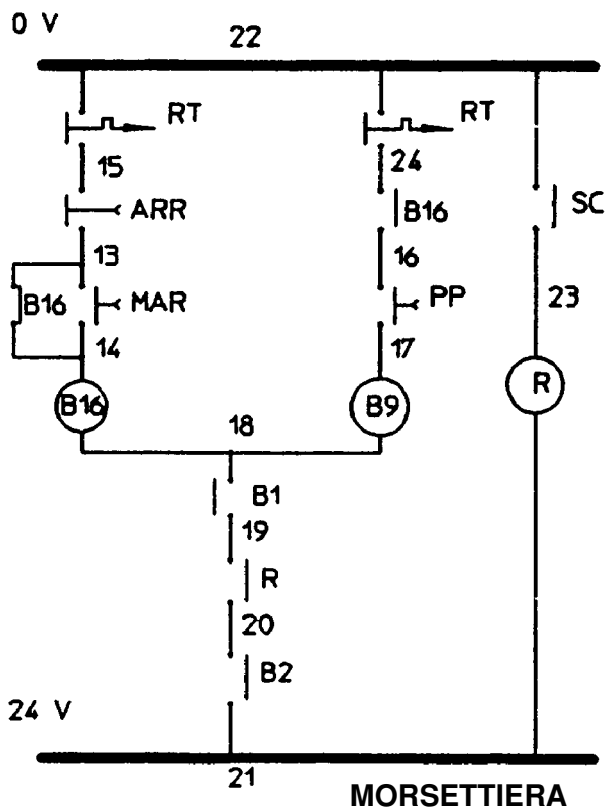 0 V
22
RT
RT
15
24
ARR
B16
SC
13
16
B16
MAR
PP
23
14
17
B16
B9
R
18
B1
19
R
20
B2
24 V
21
MORSETTIERA